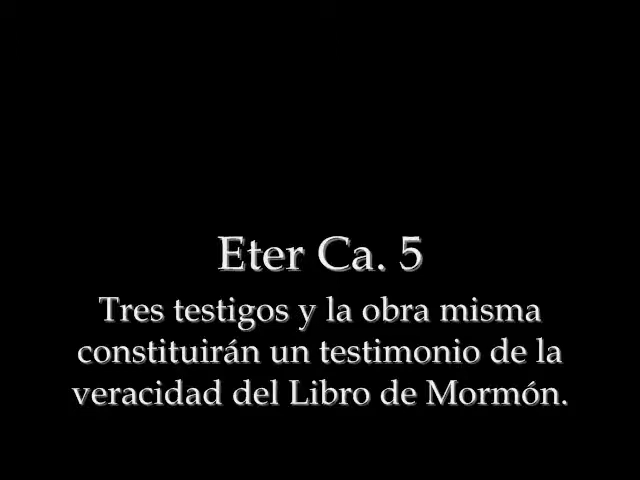 Eter Ca. 5
Tres testigos y la obra misma
constituirán un testimonio de la
veracidad del Libro de Mormón.